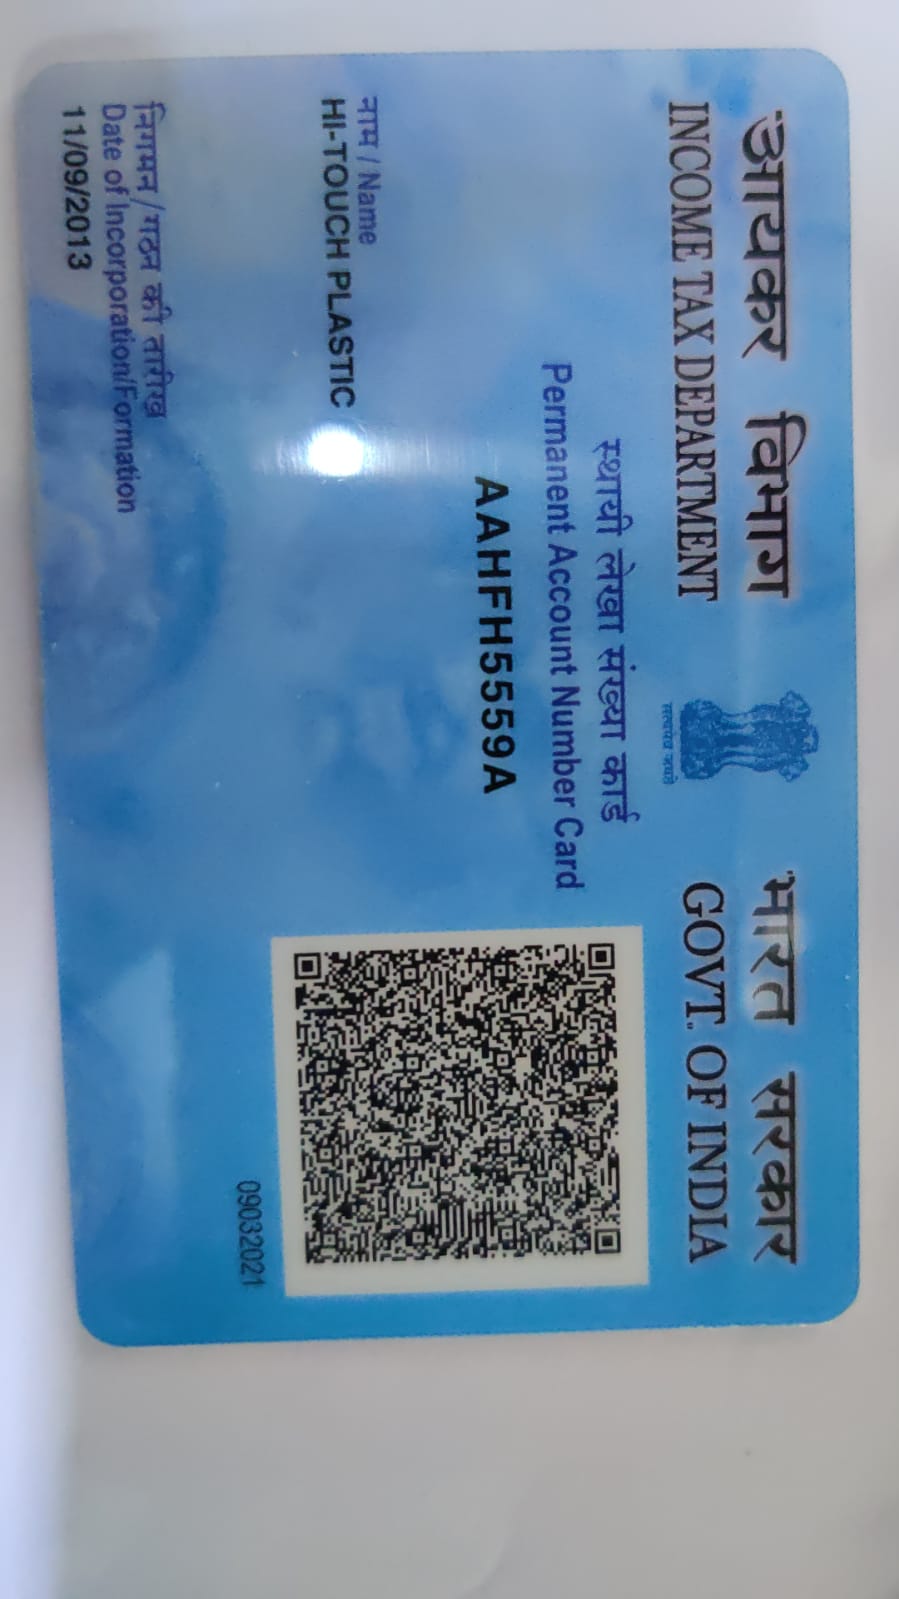 आयकर विभाग
INCOME TAX DEPARTMENT
सत्यमेव जयते
भारत सरकार
GOVT. OF INDIA
स्थायी लेखा संख्या कार्ड
Permanent Account Number Card
AAHFH5559A
नाम / Name
HI-TOUCH PLASTIC
09032021
निगमन/गठन की तारीख
Date of Incorporation/Formation
11/09/2013